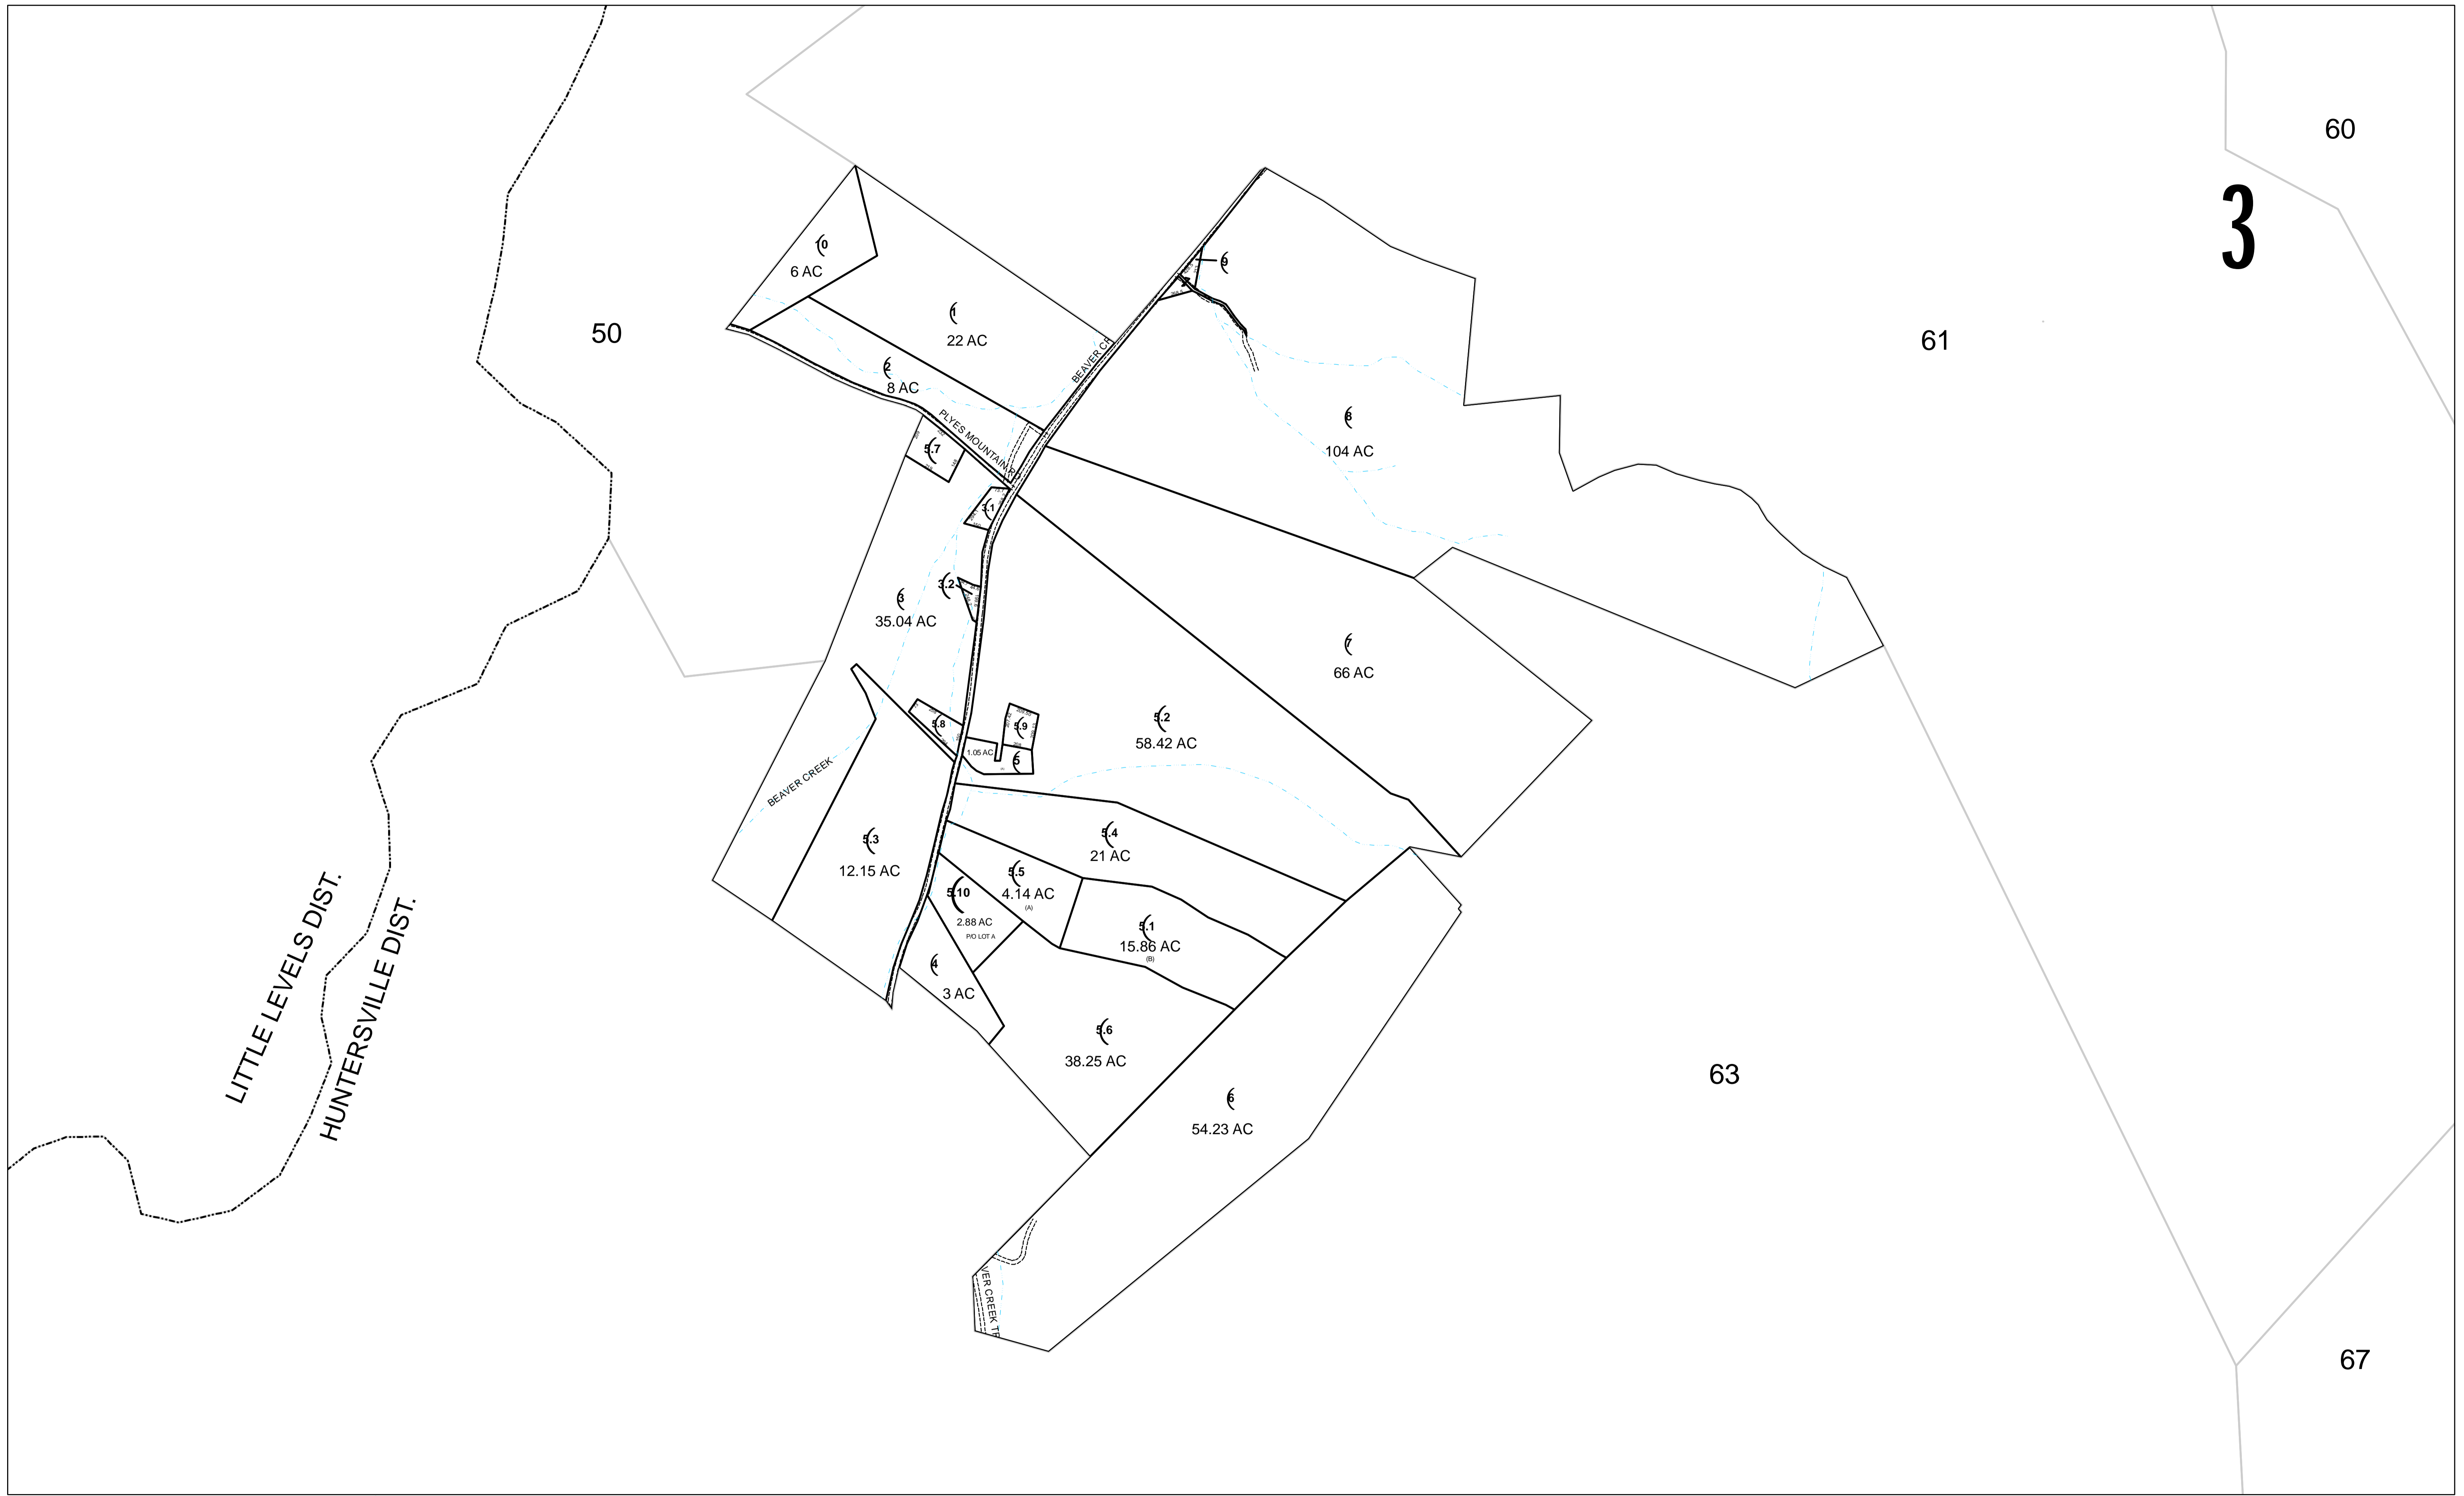 60
3
10
6 AC
9
1
22 AC
50
61
BEAVER CR
2
8 AC
8
104 AC
PLYES MOUNTAIN RD
5.7
3.1
3.2
3
35.04 AC
7
66 AC
5.2
58.42 AC
5.8
5.9
1.05 AC
5
BEAVER CREEK
5.3
12.15 AC
5.4
21 AC
5.5
4.14 AC
(A)
5.10
2.88 AC
P/O LOT A
5.1
15.86 AC
(B)
4
3 AC
5.6
38.25 AC
6
54.23 AC
63
LITTLE LEVELS DIST.
HUNTERSVILLE DIST.
VER CREEK TR
67